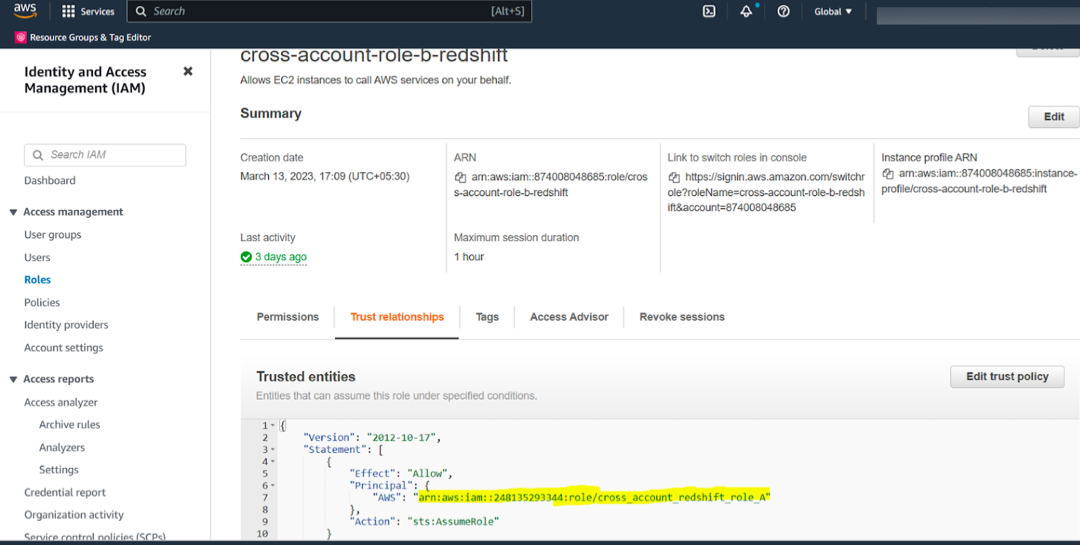 aws
Services
Search
[Alt+S]
Global
Resource Groups & Tag Editor
Identity and Access
Management (IAM)
Search IAM
Dashboard
Access management
User groups
Users
Roles
Policies
Identity providers
Account settings
Access reports
Access analyzer
Archive rules
Analyzers
Settings
Credential report
Organization activity
Service control policies (SCPs)
cross-account-role-b-redshift
Allows EC2 instances to call AWS services on your behalf.
Summary
Edit
Creation date
March 13, 2023, 17:09 (UTC+05:30)
ARN
arn:aws:iam::874008048685:role/cros
s-account-role-b-redshift
Link to switch roles in console
https://signin.aws.amazon.com/switchr
ole?roleName=cross-account-role-b-redsh
ift&account=874008048685
Instance profile ARN
arn:aws:iam::874008048685:instance-
profile/cross-account-role-b-redshift
Last activity
3 days ago
Maximum session duration
1 hour
Permissions
Trust relationships
Tags
Access Advisor
Revoke sessions
Trusted entities
Edit trust policy
Entities that can assume this role under specified conditions.
1 {
2 "Version": "2012-10-17",
3 "Statement": [
4 {
5 "Effect": "Allow",
6 "Principal": {
7 "AWS": "arn:aws:iam::248135293344:role/cross_account_redshift_role_A"
8 },
9 "Action": "sts:AssumeRole"
10 }